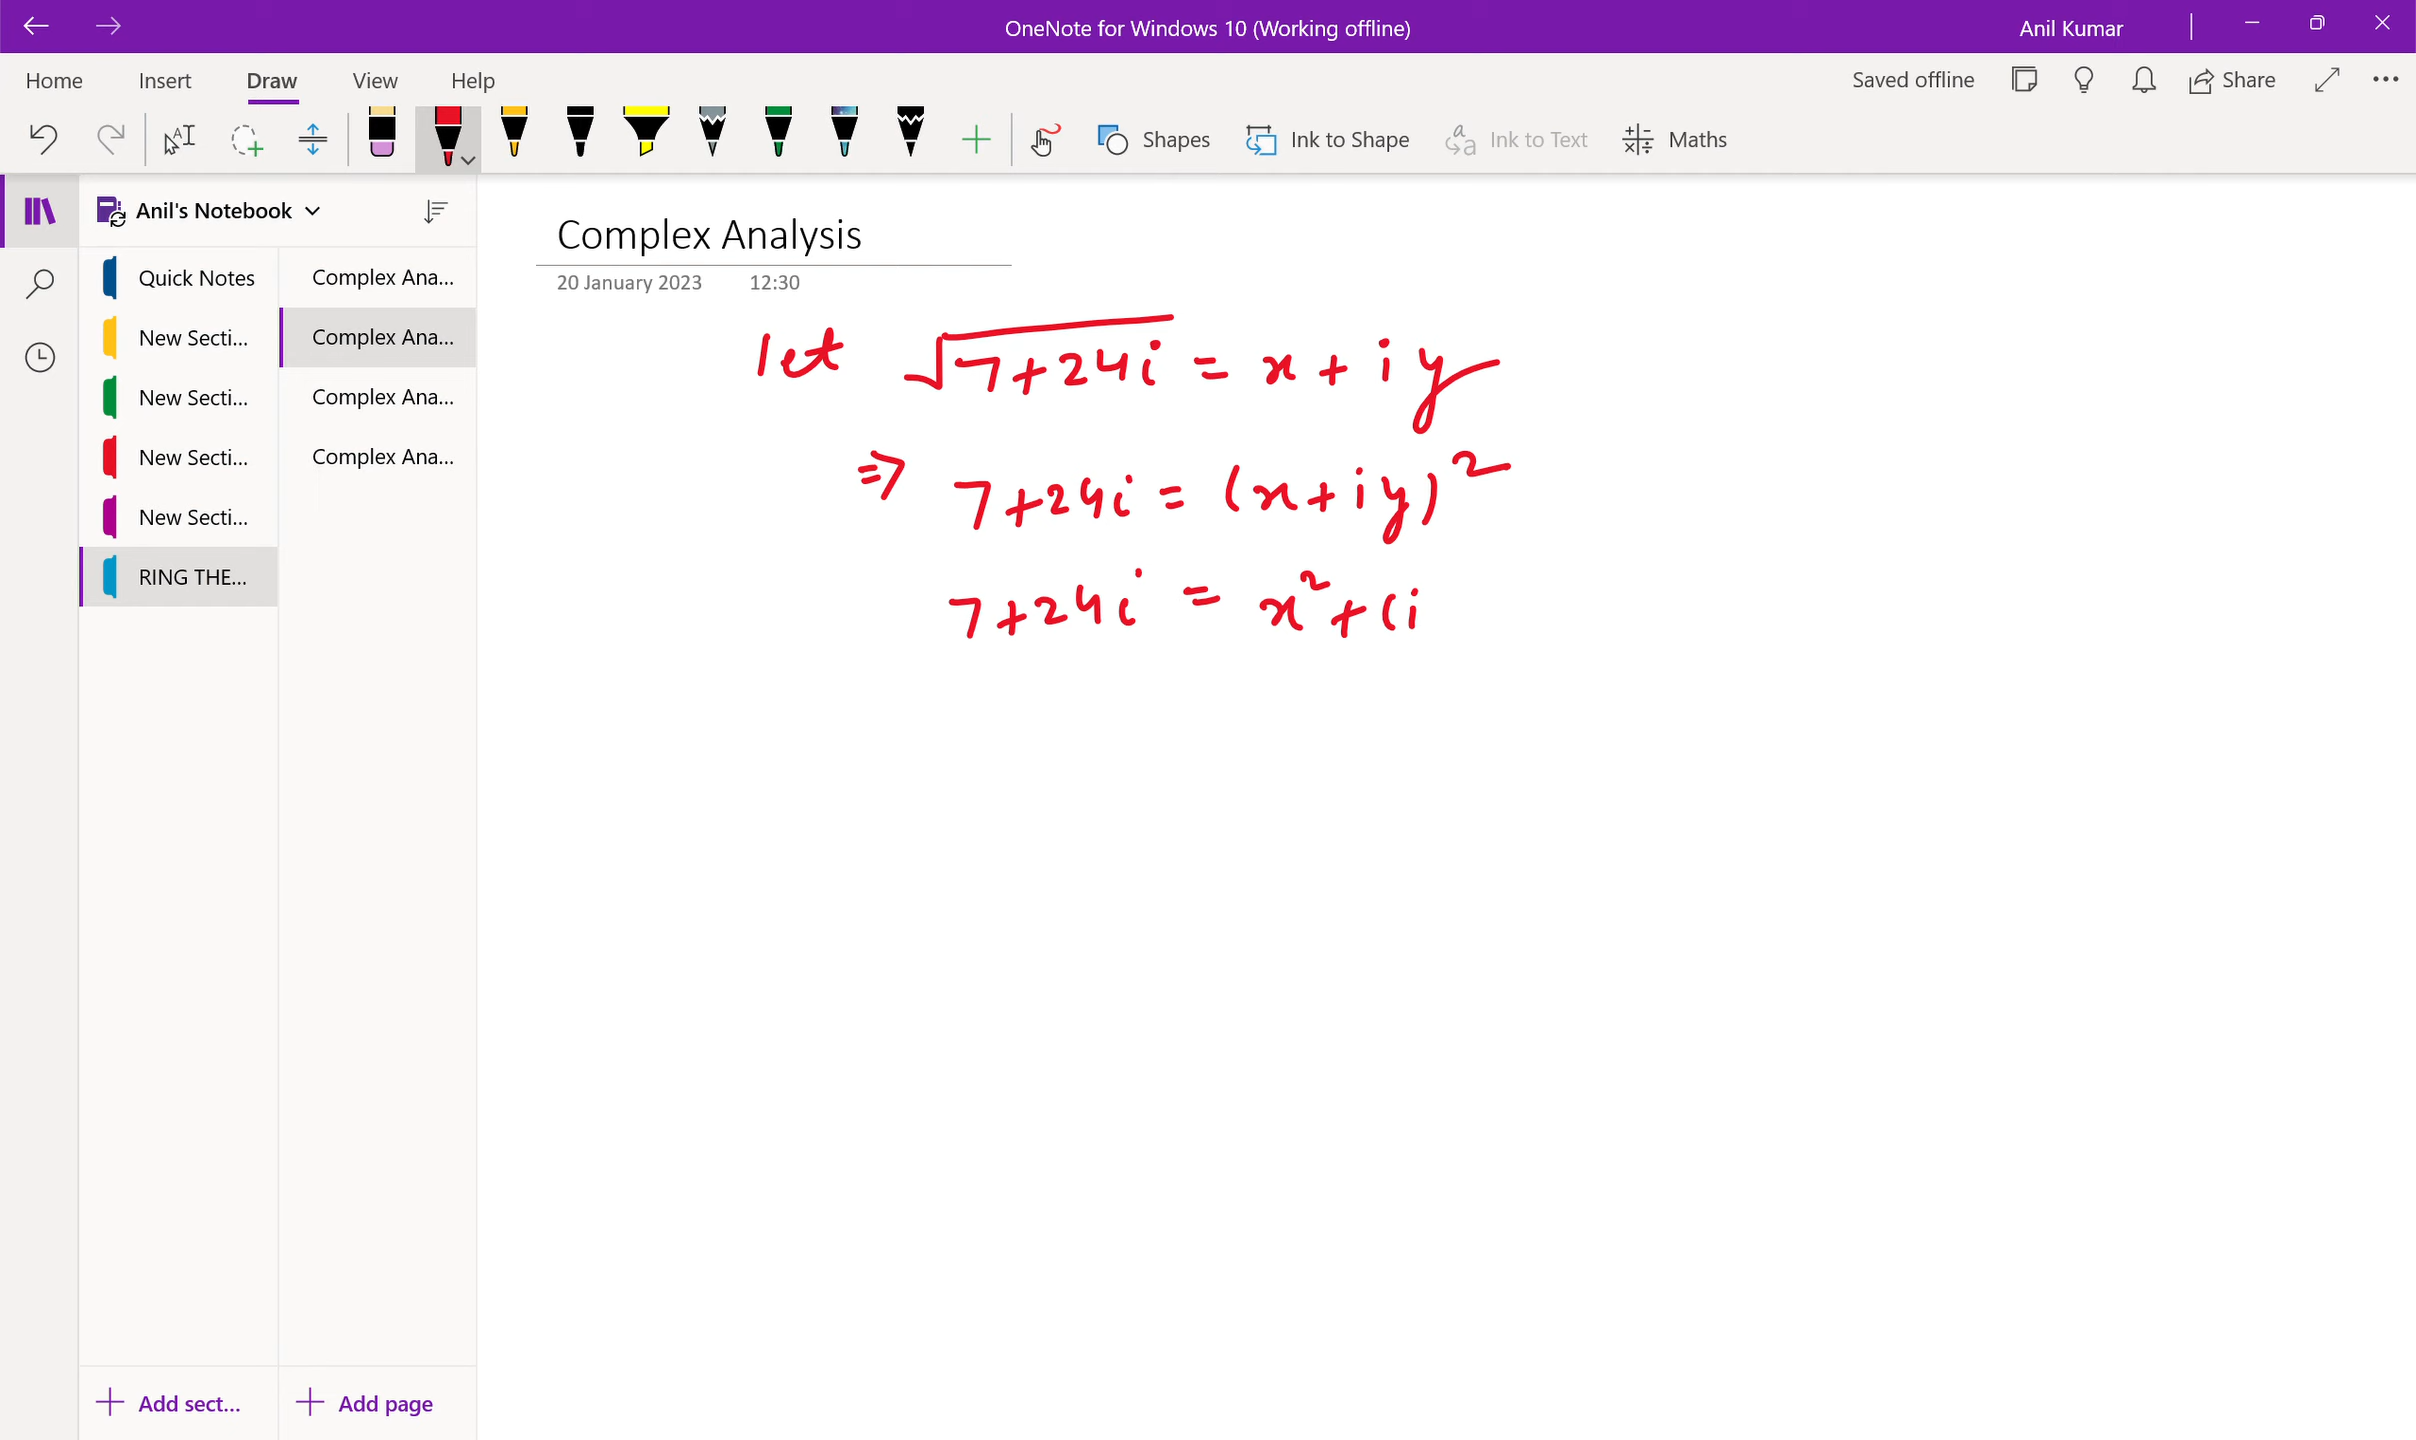 OneNote for Windows 10 (Working offline)
Anil Kumar
Home Insert Draw View Help
Saved offline
Share
Shapes
Ink to Shape
Ink to Text
Maths
Anil's Notebook
Quick Notes
New Secti...
New Secti...
New Secti...
New Secti...
RING THE...
Complex Ana...
Complex Ana...
Complex Ana...
Complex Ana...
Add sect...
Add page
Complex Analysis
20 January 2023 12:30
let √7+24i = x + iy
⇒ 7+24i = (x+iy)²
7+24i = x²+(i